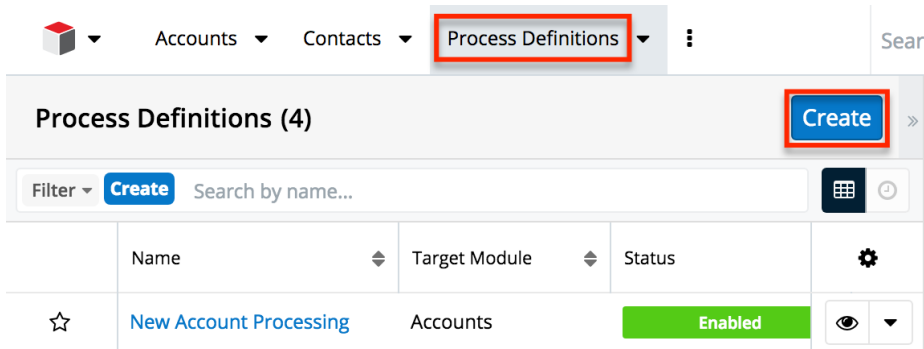 Accounts Contacts Process Definitions Sear
Process Definitions (4) Create
Filter Create Search by name...
Name Target Module Status
New Account Processing Accounts Enabled